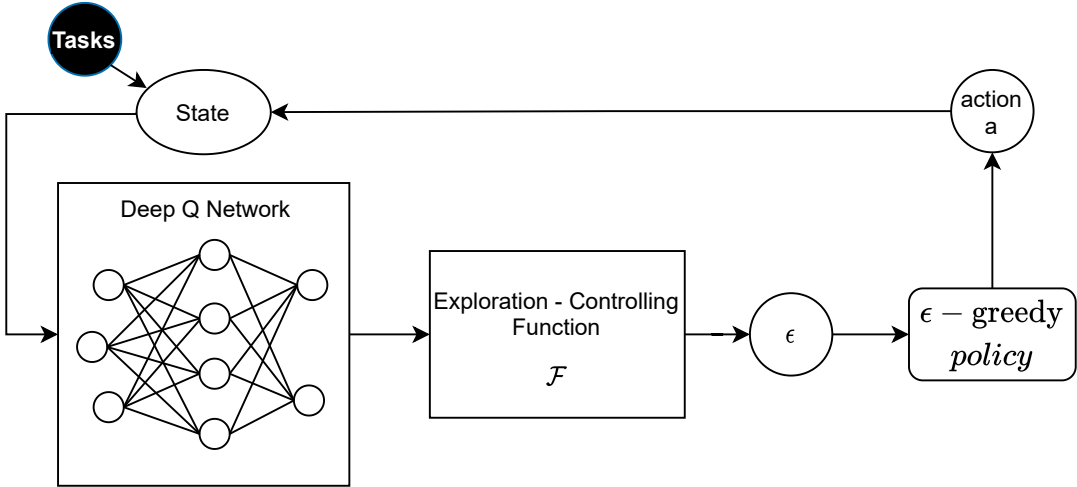 Tasks
State
action
a
Deep Q Network
Exploration - Controlling
Function
ℱ
ϵ
ϵ − greedy
policy